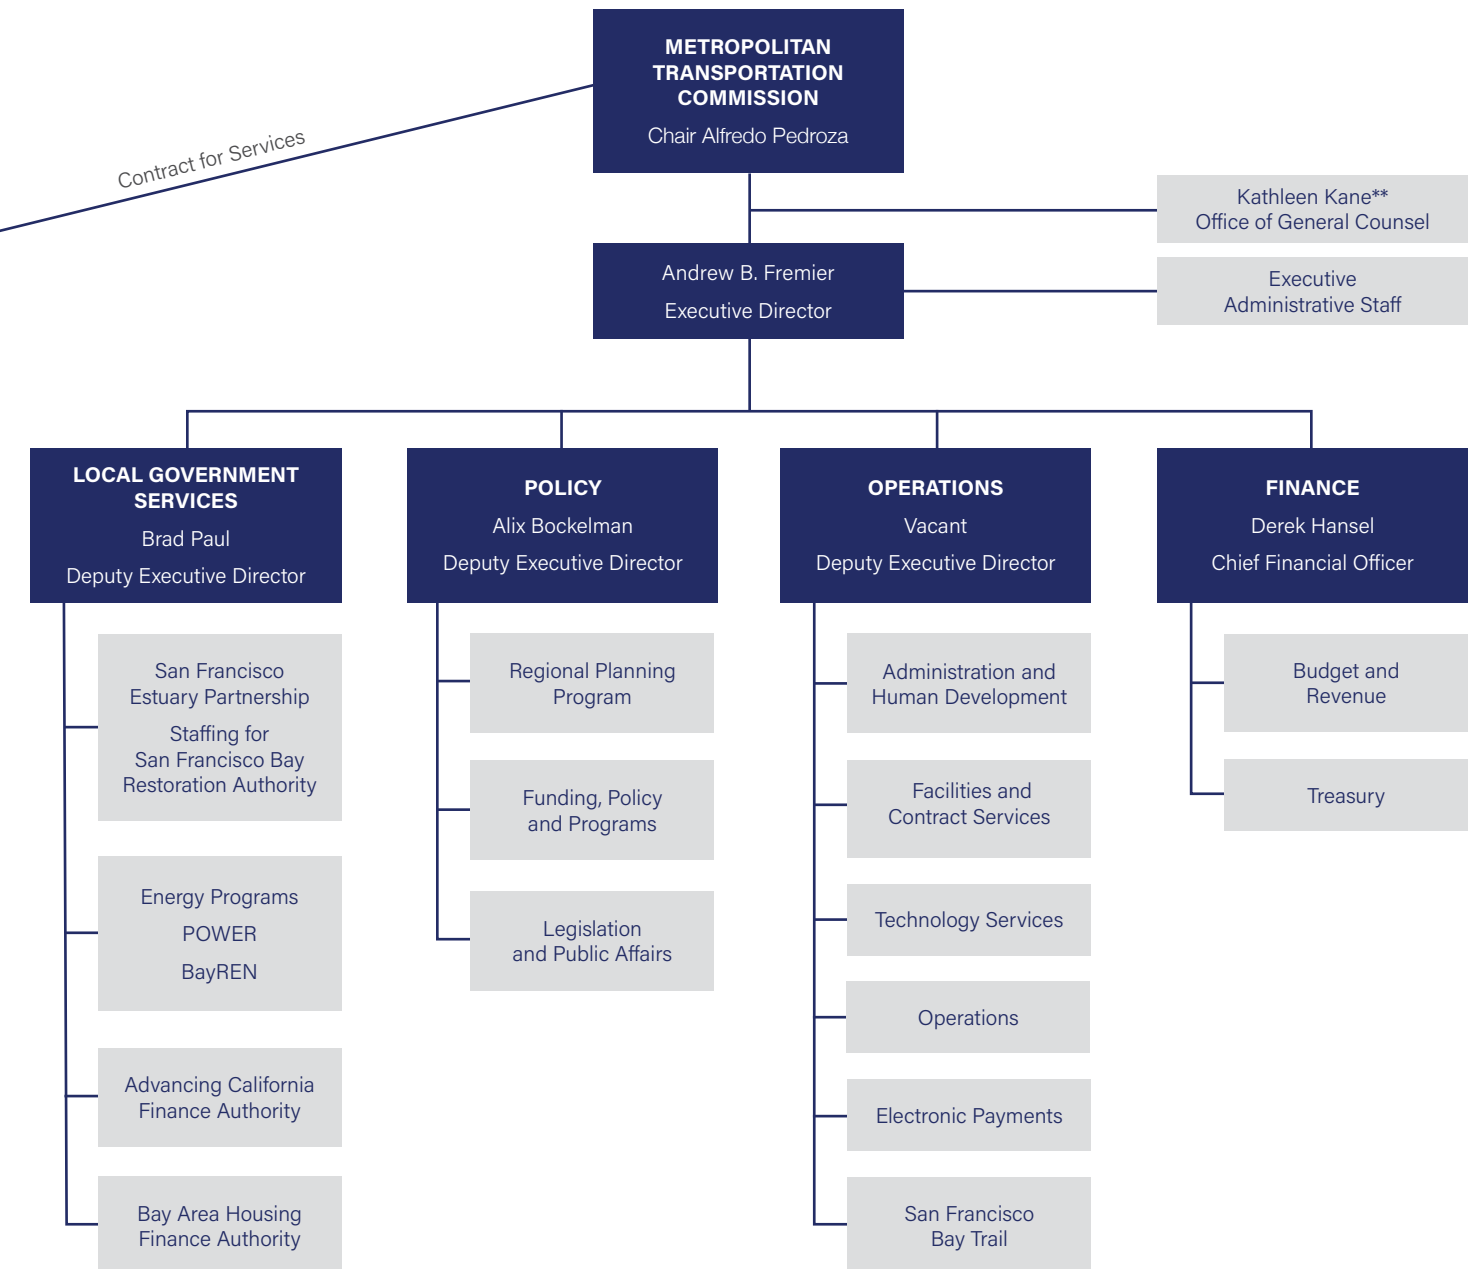 METROPOLITAN
TRANSPORTATION
COMMISSION
Chair Alfredo Pedroza
Contract for Services
Kathleen Kane**
Office of General Counsel
Andrew B. Fremier
Executive Director
Executive
Administrative Staff
LOCAL GOVERNMENT
SERVICES
Brad Paul
Deputy Executive Director
San Francisco
Estuary Partnership
Staffing for
San Francisco Bay
Restoration Authority
Energy Programs
POWER
BayREN
Advancing California
Finance Authority
Bay Area Housing
Finance Authority
POLICY
Alix Bockelman
Deputy Executive Director
Regional Planning
Program
Funding, Policy
and Programs
Legislation
and Public Affairs
OPERATIONS
Vacant
Deputy Executive Director
Administration and
Human Development
Facilities and
Contract Services
Technology Services
Operations
Electronic Payments
San Francisco
Bay Trail
FINANCE
Derek Hansel
Chief Financial Officer
Budget and
Revenue
Treasury